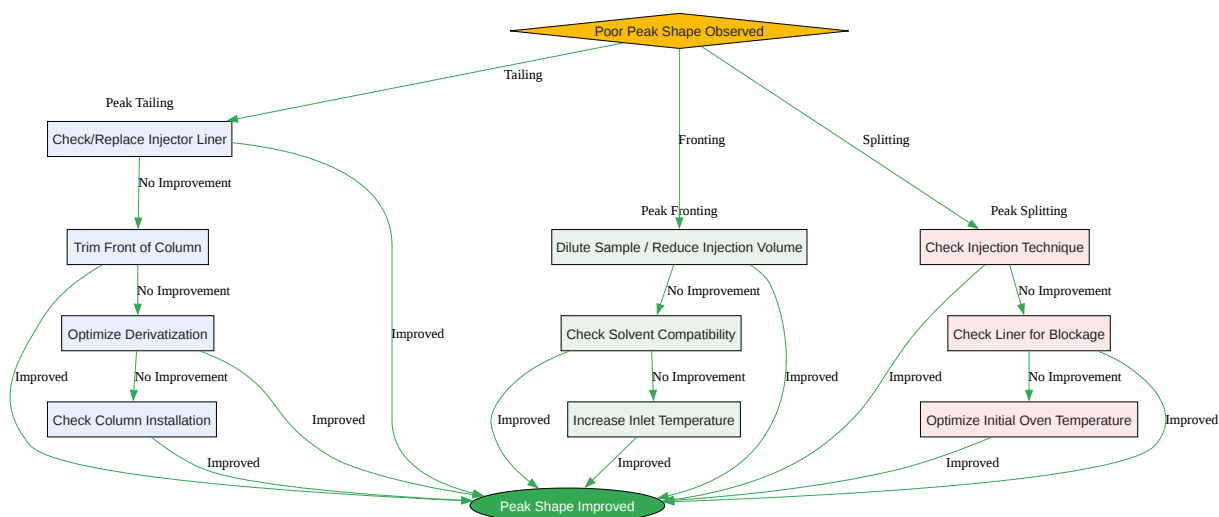 Poor Peak Shape Observed
Tailing
Peak Tailing
Check/Replace Injector Liner
Fronting
Splitting
No Improvement
Peak Fronting
Peak Splitting
Trim Front of Column
Dilute Sample / Reduce Injection Volume
Check Injection Technique
No Improvement
No Improvement
No Improvement
Optimize Derivatization
Check Solvent Compatibility
Check Liner for Blockage
Improved
Improved
No Improvement
No Improvement
Improved
Improved
No Improvement
Check Column Installation
Increase Inlet Temperature
Optimize Initial Oven Temperature
Improved
Improved
Improved
Improved
Improved
Improved
Peak Shape Improved